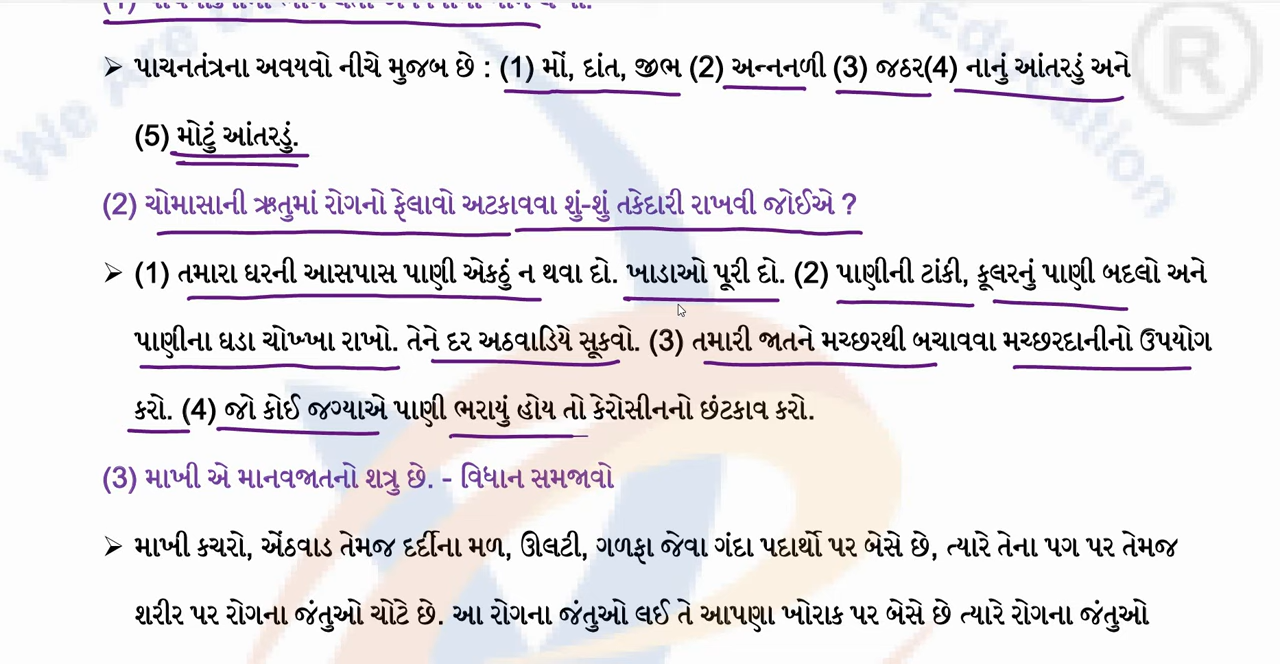 (1)
➢ પાચનતંત્રના અવયવો નીચે મુજબ છે : (1) મોં, દાંત, જીભ (2) અન્નનળી (3) જઠર(4) નાનું આંતરડું અને
(5) મોટું આંતરડું.
(2) ચોમાસાની ઋતુમાં રોગનો ફેલાવો અટકાવવા શું-શું તકેદારી રાખવી જોઈએ ?
➢ (1) તમારા ઘરની આસપાસ પાણી એકઠું ન થવા દો. ખાડાઓ પૂરી દો. (2) પાણીની ટાંકી, કૂલરનું પાણી બદલો અને
પાણીના ઘડા ચોખ્ખા રાખો. તેને દર અઠવાડિયે સૂકવો. (3) તમારી જાતને મચ્છરથી બચાવવા મચ્છરદાનીનો ઉપયોગ
કરો. (4) જો કોઈ જગ્યાએ પાણી ભરાયું હોય તો કેરોસીનનો છંટકાવ કરો.
(3) માખી એ માનવજાતનો શત્રુ છે. - વિધાન સમજાવો
➢ માખી કચરો, એંઠવાડ તેમજ દર્દીના મળ, ઊલટી, ગળફા જેવા ગંદા પદાર્થો પર બેસે છે, ત્યારે તેના પગ પર તેમજ
શરીર પર રોગના જંતુઓ ચોંટે છે. આ રોગના જંતુઓ લઈ તે આપણા ખોરાક પર બેસે છે ત્યારે રોગના જંતુઓ
We Are
Education
R